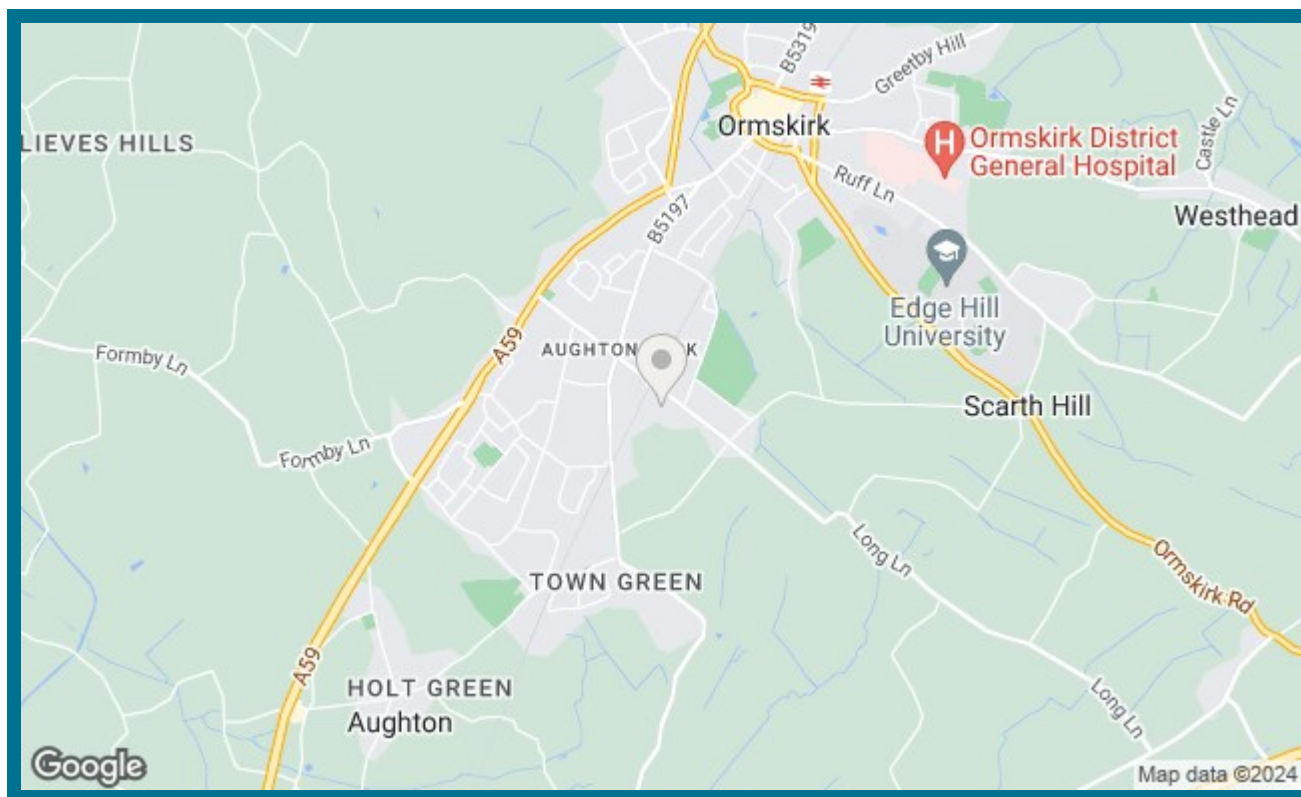 B5319
Greetby Hill
Ormskirk
LIEVES HILLS
Ormskirk District
General Hospital
Castle Ln
Ruff Ln
Westhead
B5197
Edge Hill
University
A59
Formby Ln
AUGHTON
Scarth Hill
Formby Ln
Long Ln
Ormskirk Rd
TOWN GREEN
A59
HOLT GREEN
Aughton
Long Ln
Google
Map data ©2024